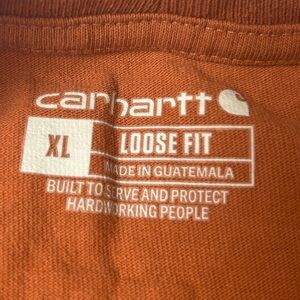 carhartt
XL LOOSE FIT
MADE IN GUATEMALA
BUILT TO SERVE AND PROTECT
HARDWORKING PEOPLE